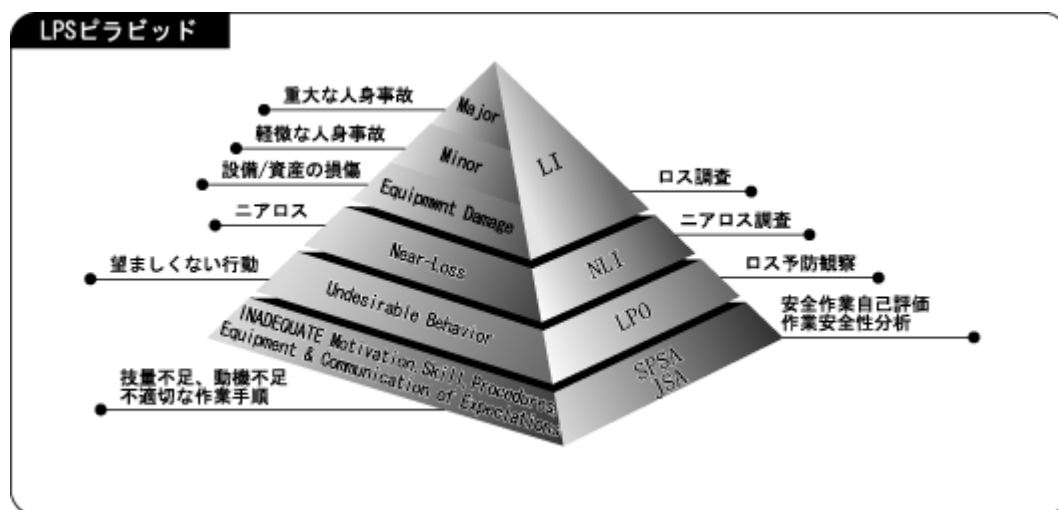 LPSピラビッド
重大な人身事故
軽微な人身事故
設備/資産の損傷
ニアロス
望ましくない行動
技量不足、動機不足
不適切な作業手順
Major
Minor
Equipmwnt Damage
Near-Loss
Undesirable Behavior
INADEQUATE Motivation, Skill, Procedures,
Equipment & Communication of Expeclations
LI
NLI
LPO
SPSA
JSA
ロス調査
ニアロス調査
ロス予防観察
安全作業自己評価
作業安全性分析